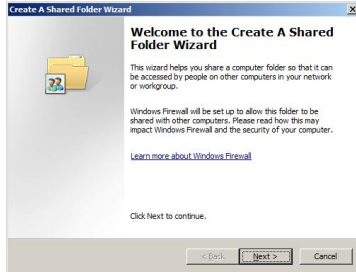 Create A Shared Folder Wizard
Welcome to the Create A Shared
Folder Wizard
This wizard helps you share a computer folder so that it can
be accessed by people on other computers in your network
or workgroup.
Windows Firewall will be set up to allow this folder to be
shared with other computers. Please read how this may
impact Windows Firewall and the security of your computer.
Learn more about Windows Firewall
Click Next to continue.
< Back Next > Cancel